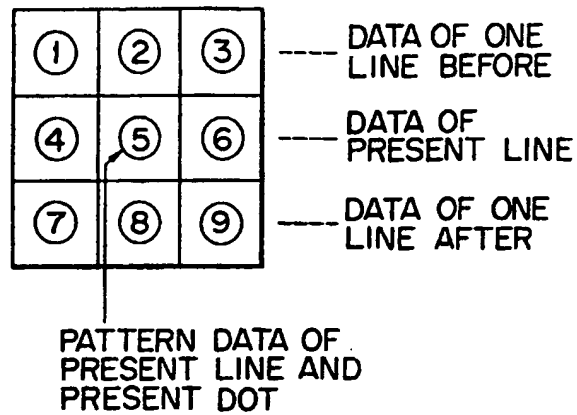 ① ② ③ ---- DATA OF ONE
LINE BEFORE
④ ⑤ ⑥ ---- DATA OF
PRESENT LINE
⑦ ⑧ ⑨ ---- DATA OF ONE
LINE AFTER
PATTERN DATA OF
PRESENT LINE AND
PRESENT DOT